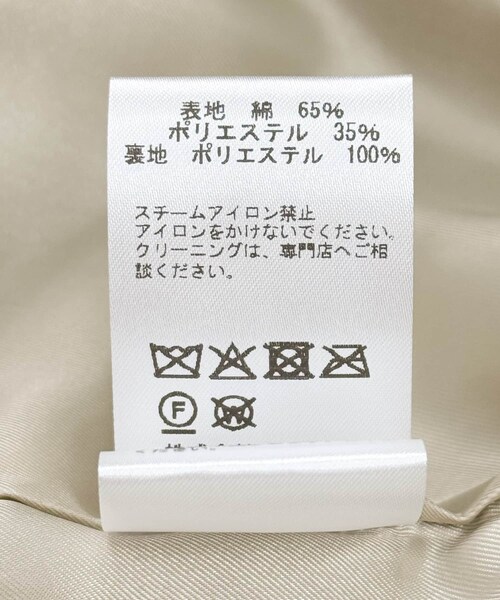 表地 綿 65%
ポリエステル 35%
裏地 ポリエステル 100%
スチームアイロン禁止
アイロンをかけないでください。
クリーニングは、専門店へご相
談ください。
F
W